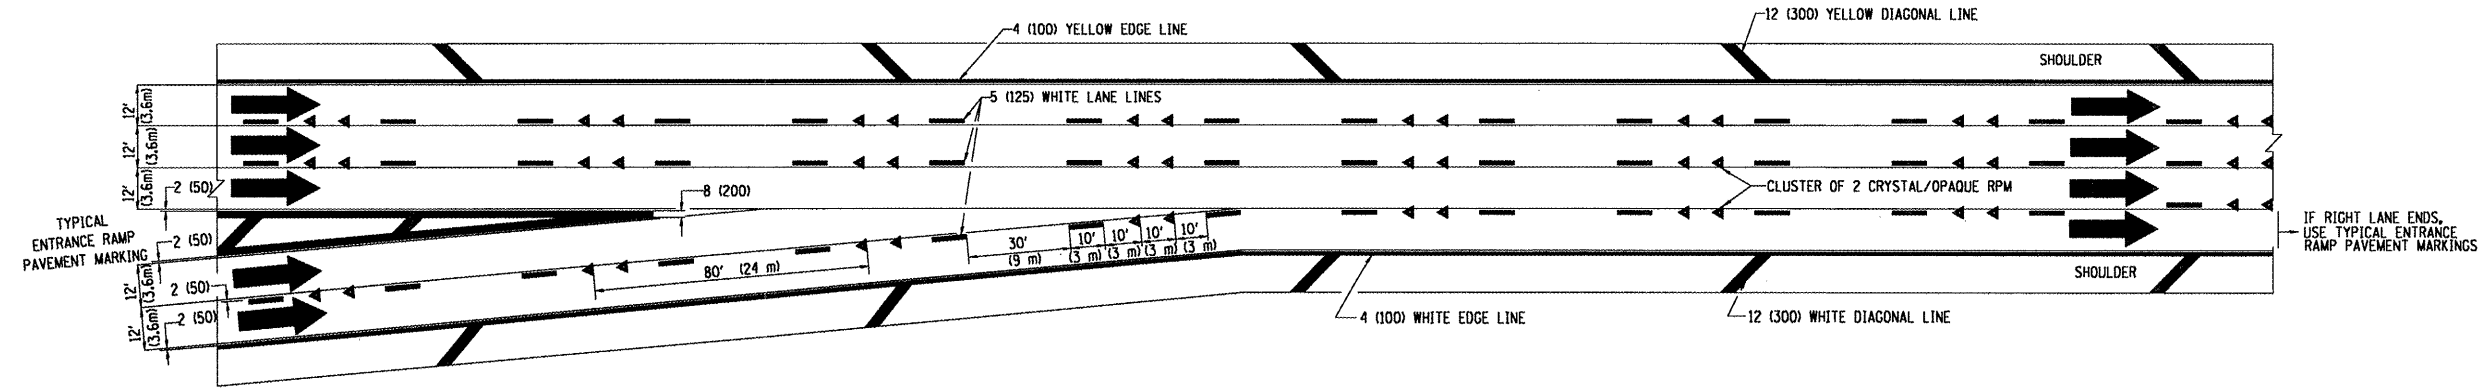 4 (100) YELLOW EDGE LINE
12 (300) YELLOW DIAGONAL LINE
SHOULDER
5 (125) WHITE LANE LINES
12'
(3.6m)
12'
(3.6m)
12'
(3.6m)
2 (50)
8 (200)
CLUSTER OF 2 CRYSTAL/OPAQUE RPM
TYPICAL
ENTRANCE RAMP
PAVEMENT MARKING
2 (50)
IF RIGHT LANE ENDS,
USE TYPICAL ENTRANCE
RAMP PAVEMENT MARKINGS
30'
(9 m)
10'
(3 m)
10'
(3 m)
10'
(3 m)
10'
(3 m)
80' (24 m)
SHOULDER
12'
(3.6m)
2 (50)
12'
(3.6m)
2 (50)
4 (100) WHITE EDGE LINE
12 (300) WHITE DIAGONAL LINE